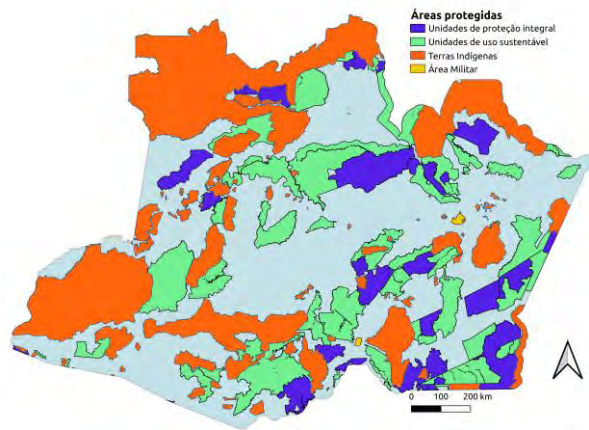 Áreas protegidas
Unidades de proteção integral
Unidades de uso sustentável
Terras Indígenas
Área Militar
0 100 200 km